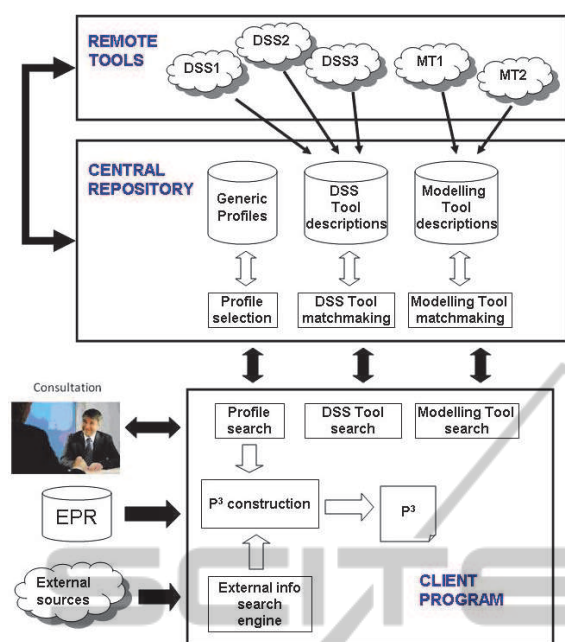 REMOTE
TOOLS
DSS1
DSS2
DSS3
MT1
MT2
CENTRAL
REPOSITORY
Generic
Profiles
DSS
Tool
descriptions
Modelling
Tool
descriptions
Profile
selection
DSS Tool
matchmaking
Modelling Tool
matchmaking
Consultation
Profile
search
DSS Tool
search
Modelling Tool
search
EPR
P³ construction
P³
External
sources
External info
search
engine
CLIENT
PROGRAM
SCITE